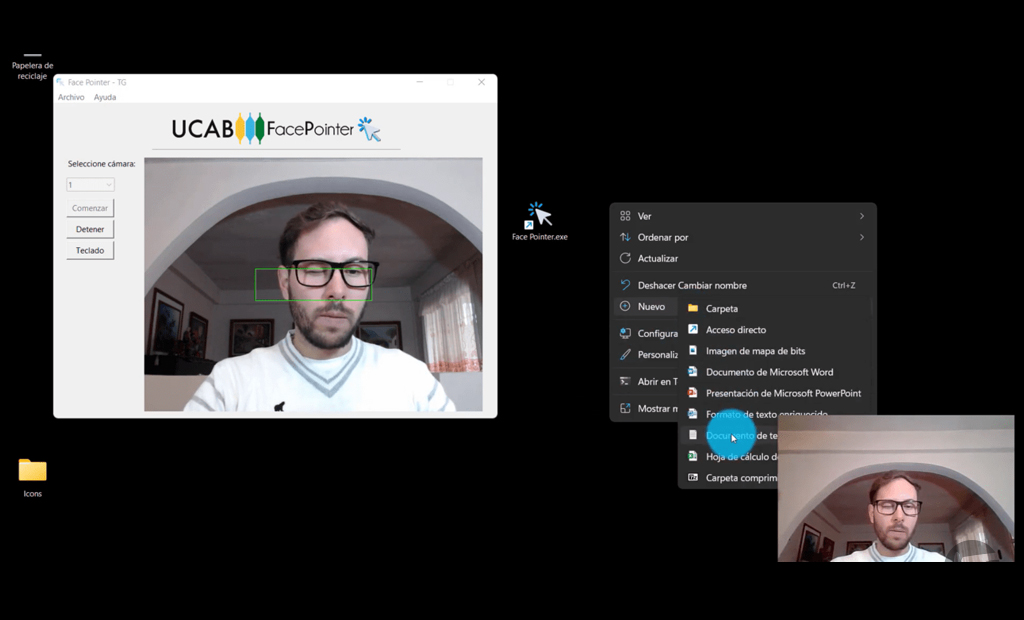 Papelera de
reciclaje
Face Pointer - TG
Archivo Ayuda
UCAB FacePointer
Seleccione cámara:
1
Comenzar
Detener
Teclado
Face Pointer.exe
Icons
Ver
Ordenar por
Actualizar
Deshacer Cambiar nombre Ctrl+Z
Nuevo
Configura
Personaliz
Abrir en T
Mostrar m
Carpeta
Acceso directo
Imagen de mapa de bits
Documento de Microsoft Word
Presentación de Microsoft PowerPoint
Formato de texto enriquecido
Documento de te
Hoja de cálculo de
Carpeta comprim